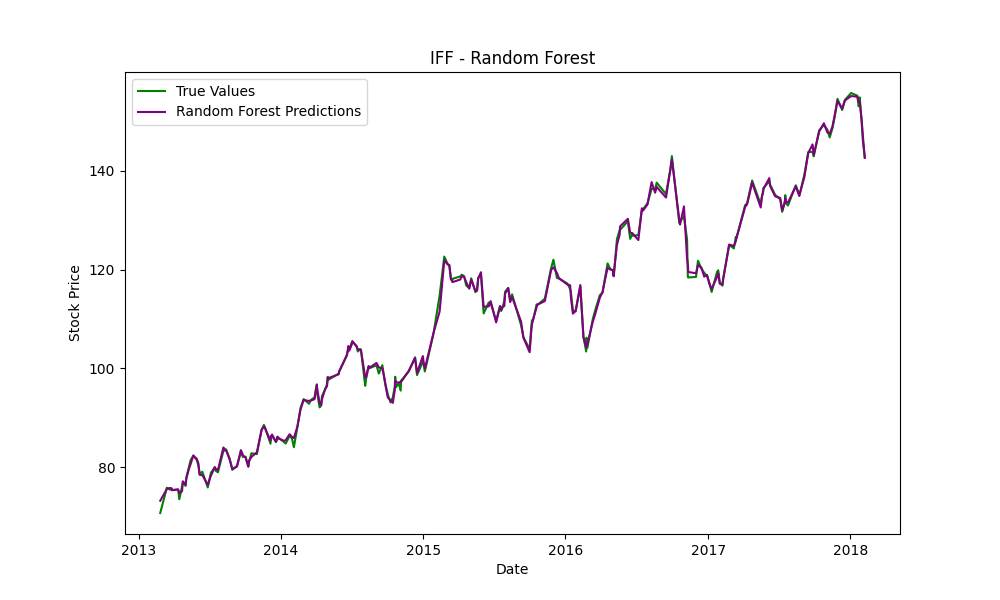 IFF - Random Forest
True Values
Random Forest Predictions
Stock Price
140
120
100
80
2013
2014
2015
2016
2017
2018
Date